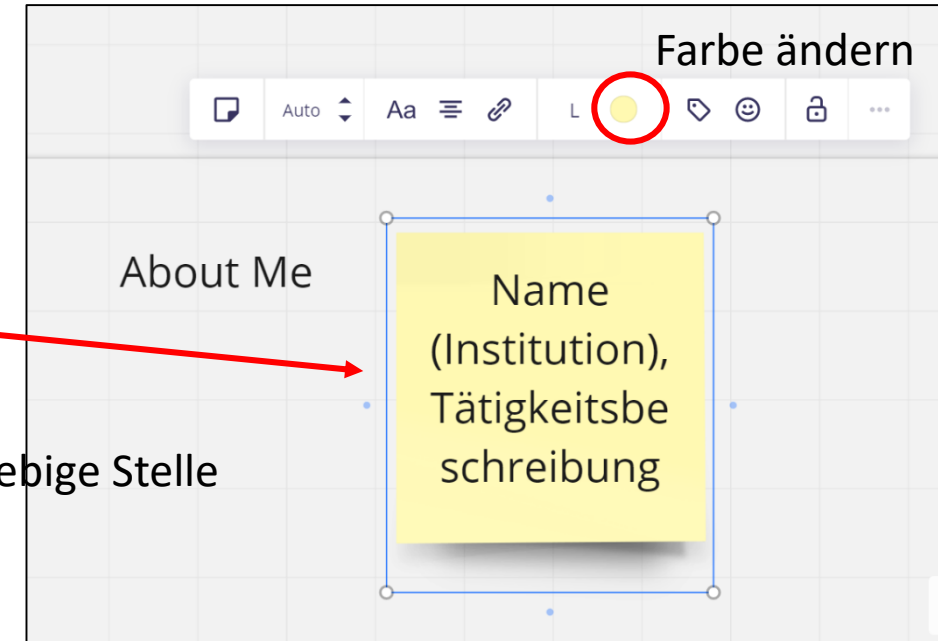 Farbe ändern
Auto Aa L
About Me
Name
(Institution),
Tätigkeitsbe
schreibung
ebige Stelle